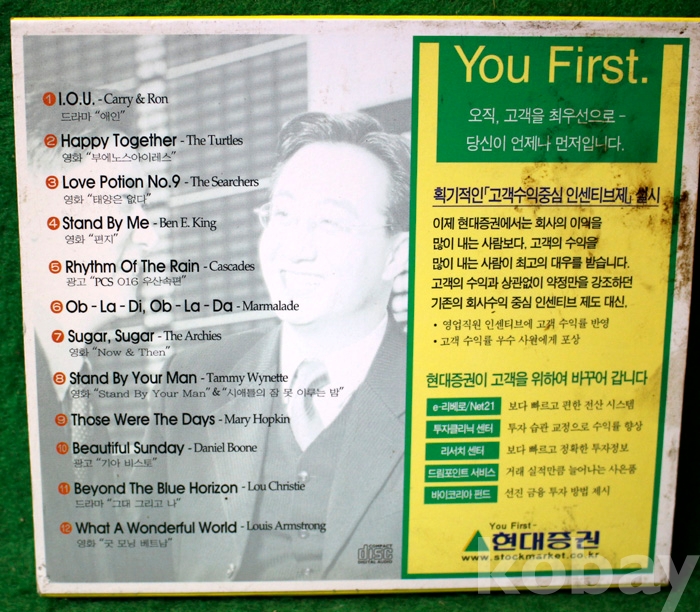 1 I.O.U. - Carry & Ron
드라마 "애인"
2 Happy Together - The Turtles
영화 "부에노스아이레스"
3 Love Potion No.9 - The Searchers
영화 "태양은 없다"
4 Stand By Me - Ben E. King
영화 "편지"
5 Rhythm Of The Rain - Cascades
광고 "PCS 016 우산속편"
6 Ob - La - Di, Ob - La - Da - Marmalade
7 Sugar, Sugar - The Archies
영화 "Now & Then"
8 Stand By Your Man - Tammy Wynette
영화 "Stand By Your Man" & "시애틀의 잠 못 이루는 밤"
9 Those Were The Days - Mary Hopkin
10 Beautiful Sunday - Daniel Boone
광고 "기아 비스토"
11 Beyond The Blue Horizon - Lou Christie
드라마 "그대 그리고 나"
12 What A Wonderful World - Louis Armstrong
영화 "굿 모닝 베트남"
COMPACT
disc
DIGITAL AUDIO
You First.
오직, 고객을 최우선으로 -
당신이 언제나 먼저입니다.
획기적인「고객수익중심 인센티브제」실시
이제 현대증권에서는 회사의 이익을
많이 내는 사람보다, 고객의 수익을
많이 내는 사람이 최고의 대우를 받습니다.
고객의 수익과 상관없이 약정만을 강조하던
기존의 회사수익 중심 인센티브 제도 대신,
• 영업직원 인센티브에 고객 수익률 반영
• 고객 수익률 우수 사원에게 포상
현대증권이 고객을 위하여 바꾸어 갑니다
e-리베로/Net21 보다 빠르고 편한 전산 시스템
투자클리닉 센터 투자 습관 교정으로 수익률 향상
리서치 센터 보다 빠르고 정확한 투자정보
드림포인트 서비스 거래 실적만큼 늘어나는 사은품
바이코리아 펀드 선진 금융 투자 방법 제시
You First -
현대증권
www.stockmarket.co.kr
kobay